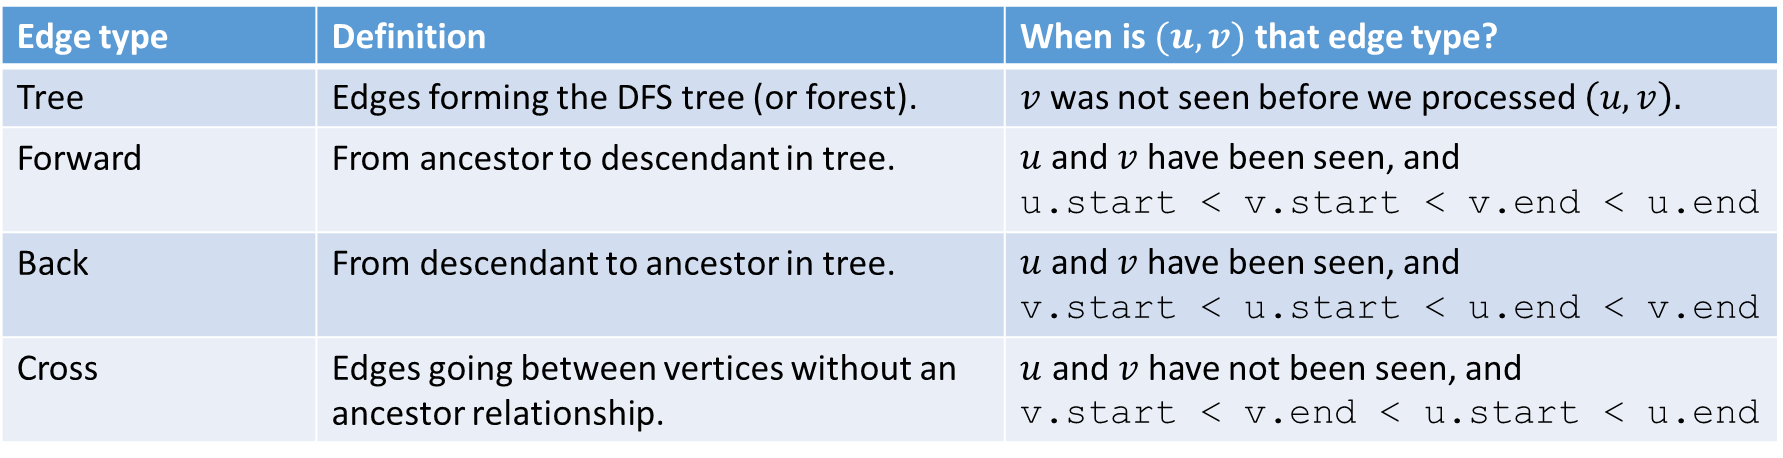 Edge type Definition When is (u, v) that edge type?
Tree Edges forming the DFS tree (or forest). v was not seen before we processed (u, v).
Forward From ancestor to descendant in tree. u and v have been seen, and
u.start < v.start < v.end < u.end
Back From descendant to ancestor in tree. u and v have been seen, and
v.start < u.start < u.end < v.end
Cross Edges going between vertices without an u and v have not been seen, and
ancestor relationship. v.start < v.end < u.start < u.end